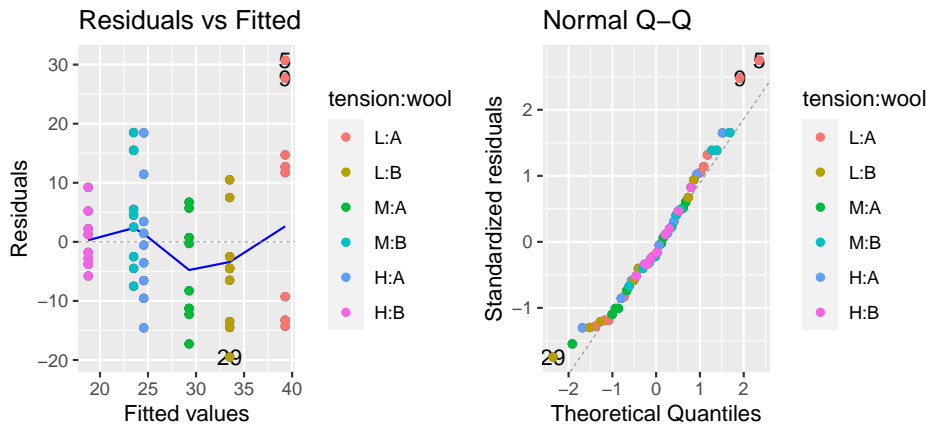 Residuals vs Fitted
Residuals
30
20
10
0
−10
−20
5
9
29
20
25
30
35
40
Fitted values
tension:wool
L:A
L:B
M:A
M:B
H:A
H:B
Normal Q−Q
Standardized residuals
2
1
0
−1
5
9
29
−2
−1
0
1
2
Theoretical Quantiles
tension:wool
L:A
L:B
M:A
M:B
H:A
H:B